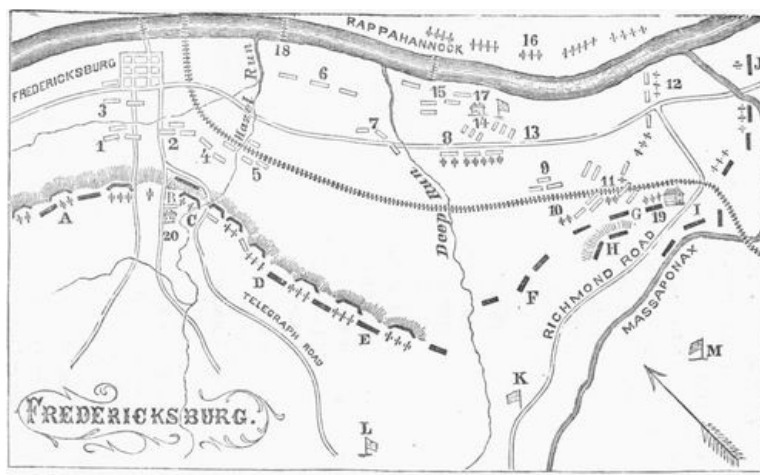 RAPPAHANNOCK
16
18
J
FREDERICKSBURG
6
15
17
12
3
Hazel Run
14
7
8
13
1
2
4
5
9
11
10
Deep Run
A
B
C
G
19
I
20
H
D
F
RICHMOND ROAD
MASSAPONAX
TELEGRAPH ROAD
E
M
K
FREDERICKSBURG.
L